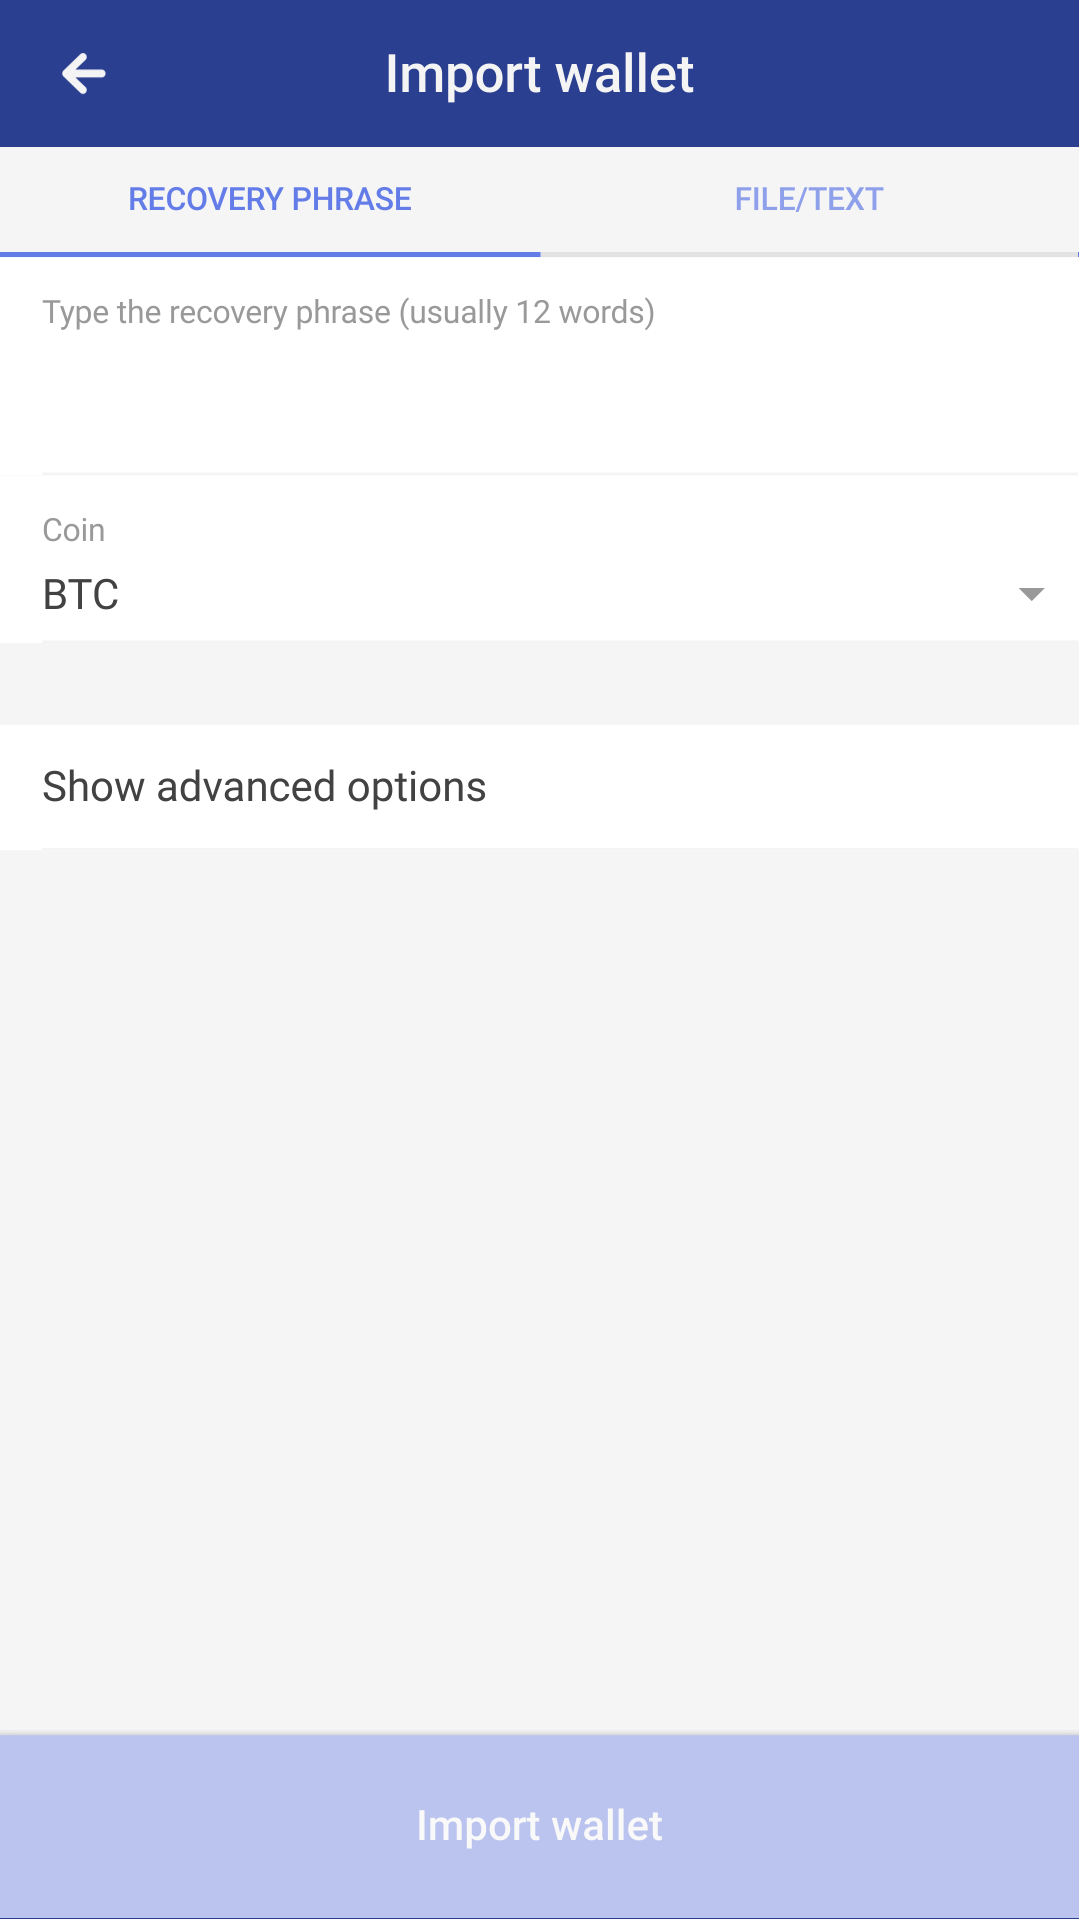 Import wallet
RECOVERY PHRASE
FILE/TEXT
Type the recovery phrase (usually 12 words)
Coin
BTC
Show advanced options
Import wallet